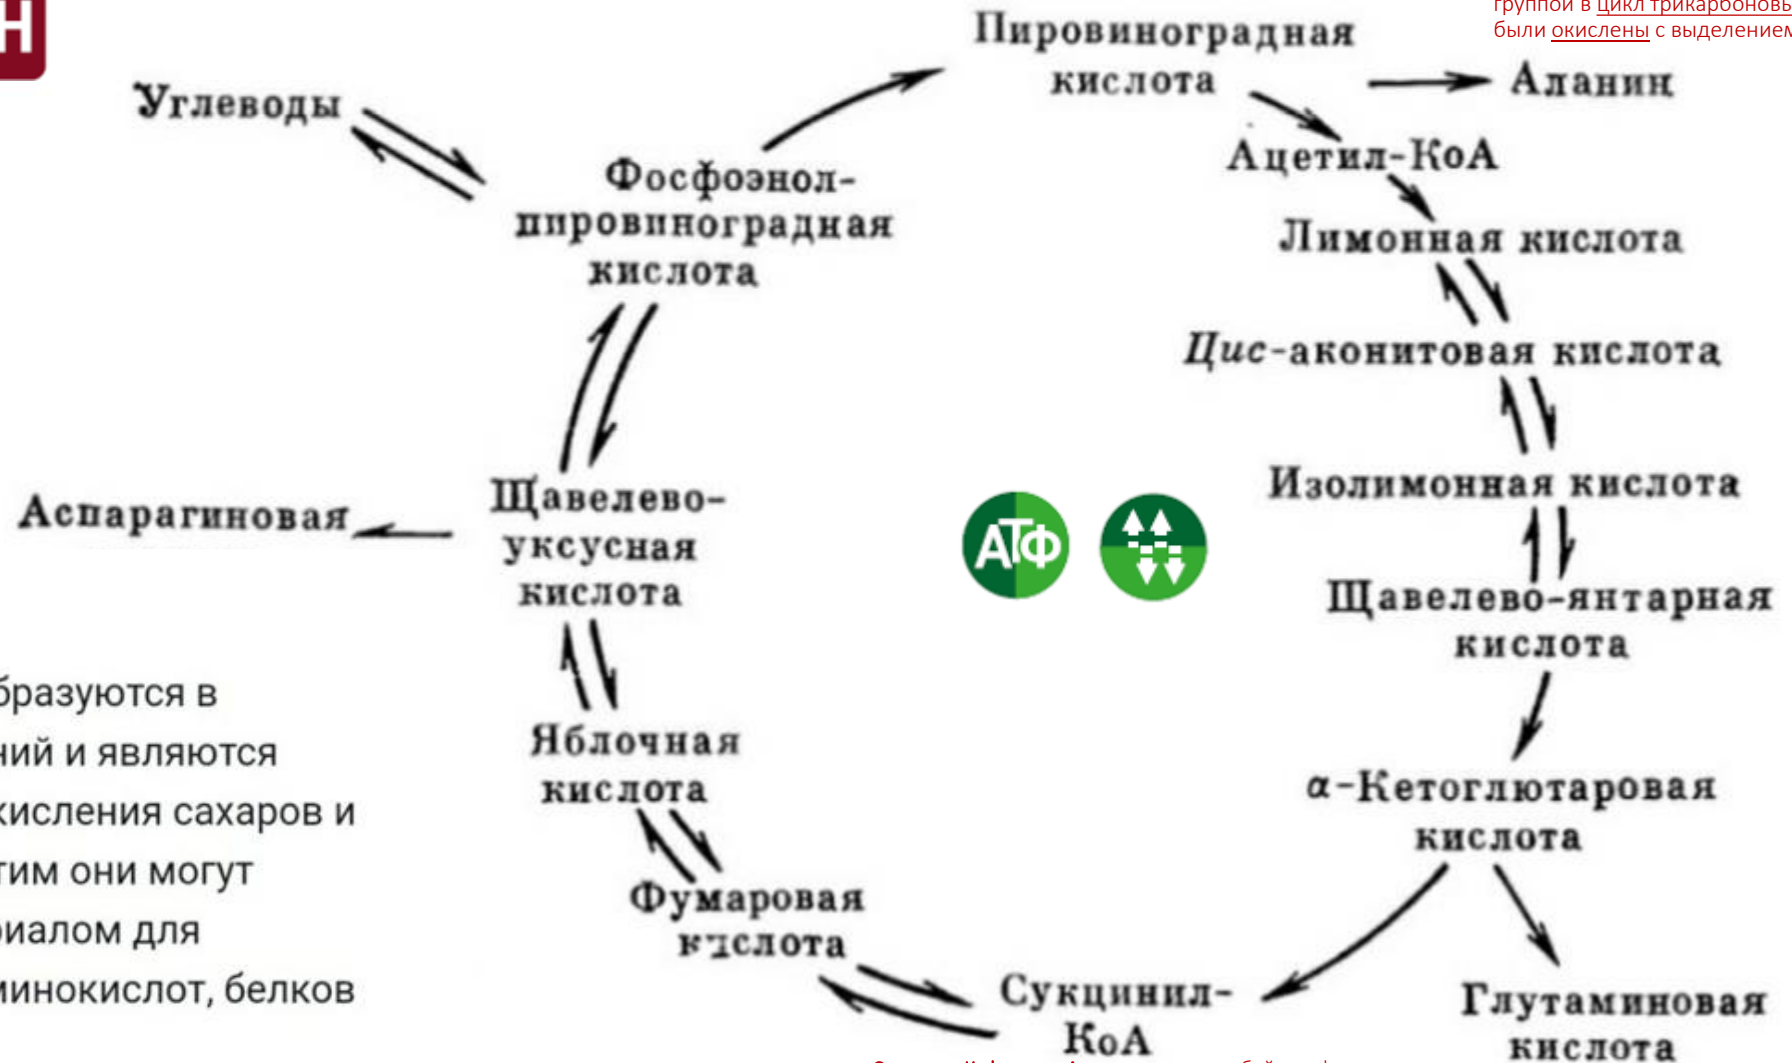 Н
группой в цикл трикарбоновы
были окислены с выделением
Пировиноградная
кислота
Аланин
Углеводы
Ацетил-КоА
Фосфоэнол-
пировиноградная
кислота
Лимонная кислота
Цис-аконитовая кислота
Изолимонная кислота
Щавелево-
уксусная
кислота
Аспарагиновая
АТФ
Щавелево-янтарная
кислота
Яблочная
кислота
α-Кетоглютаровая
кислота
Фумаровая
кислота
Сукцинил-
КоА
Глутаминовая
кислота
бразуются в
ний и являются
кисления сахаров и
тим они могут
риалом для
минокислот, белков